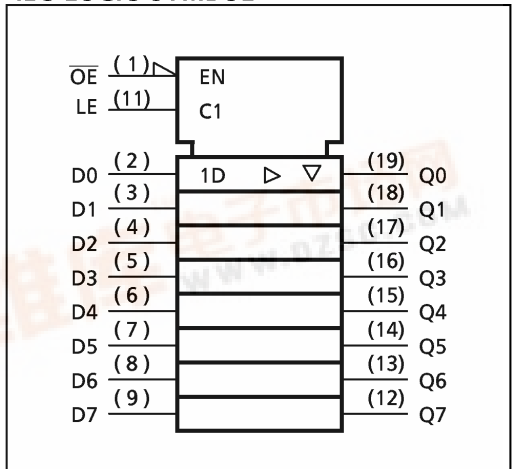 IEC LOGIC SYMBOL
OE (1) EN
LE (11) C1
D0 (2) 1D (19) Q0
D1 (3) (18) Q1
D2 (4) (17) Q2
D3 (5) (16) Q3
D4 (6) (15) Q4
D5 (7) (14) Q5
D6 (8) (13) Q6
D7 (9) (12) Q7